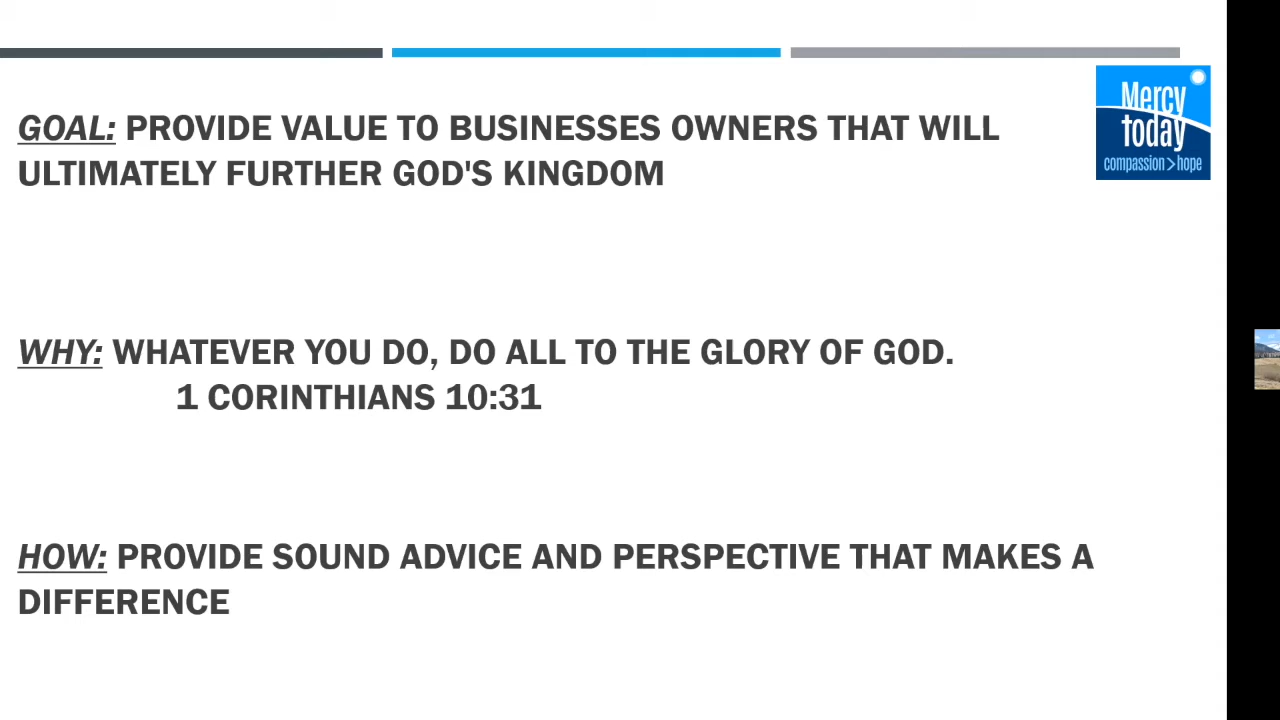 Mercy
today
compassion>hope
GOAL: PROVIDE VALUE TO BUSINESSES OWNERS THAT WILL
ULTIMATELY FURTHER GOD'S KINGDOM
WHY: WHATEVER YOU DO, DO ALL TO THE GLORY OF GOD.
1 CORINTHIANS 10:31
HOW: PROVIDE SOUND ADVICE AND PERSPECTIVE THAT MAKES A
DIFFERENCE